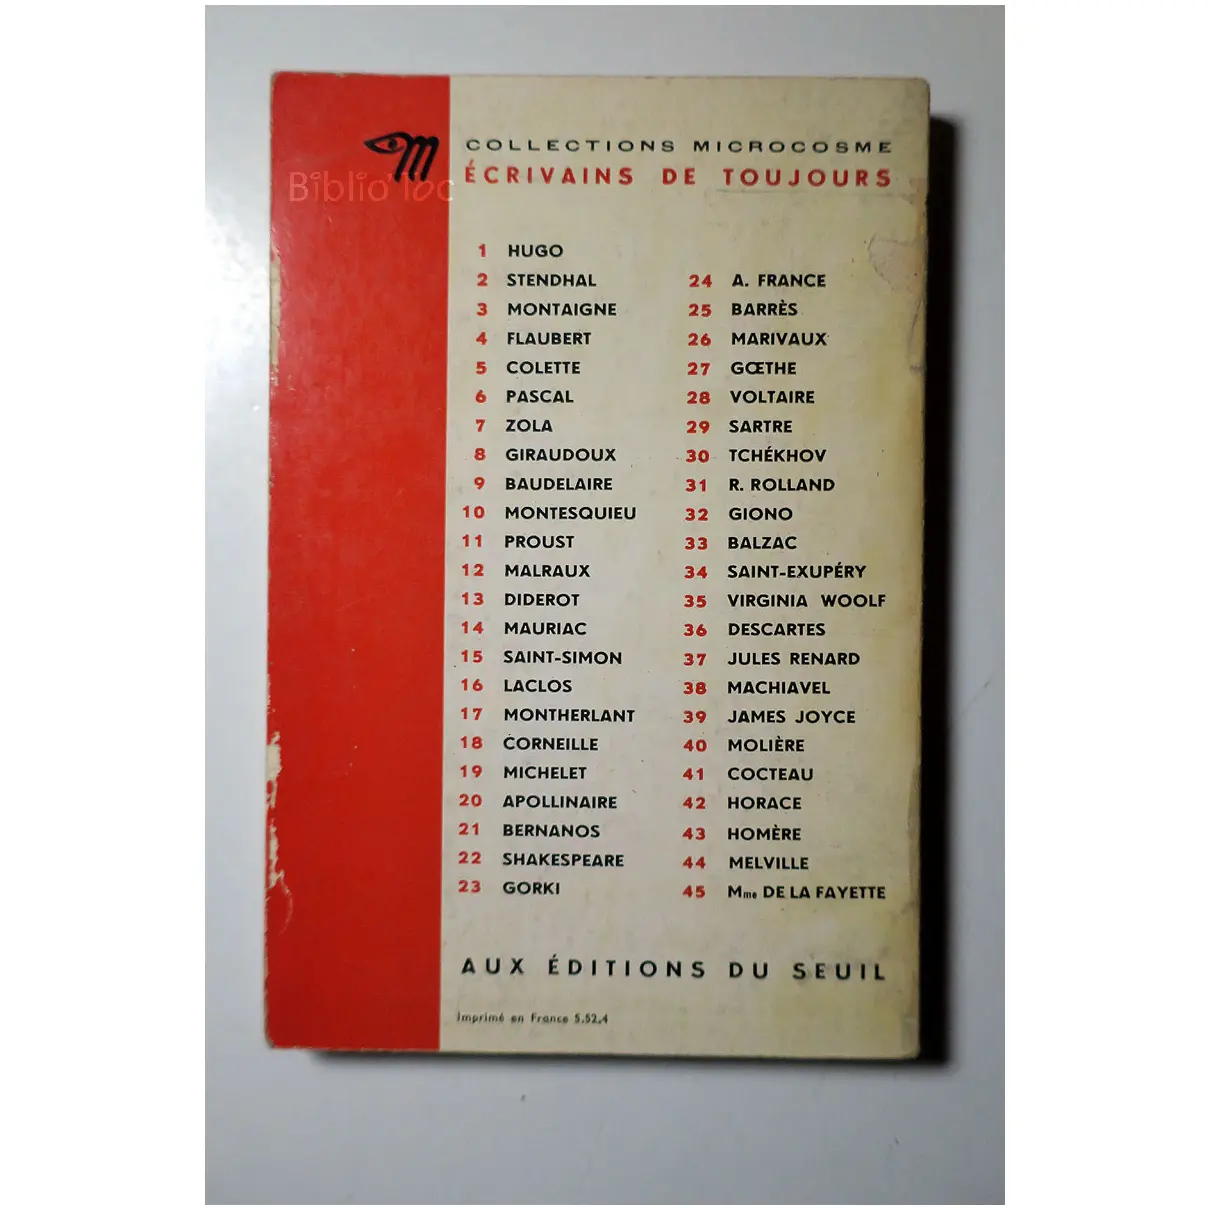 COLLECTIONS MICROCOSME
ÉCRIVAINS DE TOUJOURS
Biblio'loc
1 HUGO
2 STENDHAL
3 MONTAIGNE
4 FLAUBERT
5 COLETTE
6 PASCAL
7 ZOLA
8 GIRAUDOUX
9 BAUDELAIRE
10 MONTESQUIEU
11 PROUST
12 MALRAUX
13 DIDEROT
14 MAURIAC
15 SAINT-SIMON
16 LACLOS
17 MONTHERLANT
18 CORNEILLE
19 MICHELET
20 APOLLINAIRE
21 BERNANOS
22 SHAKESPEARE
23 GORKI
24 A. FRANCE
25 BARRÈS
26 MARIVAUX
27 GŒTHE
28 VOLTAIRE
29 SARTRE
30 TCHÉKHOV
31 R. ROLLAND
32 GIONO
33 BALZAC
34 SAINT-EXUPÉRY
35 VIRGINIA WOOLF
36 DESCARTES
37 JULES RENARD
38 MACHIAVEL
39 JAMES JOYCE
40 MOLIÈRE
41 COCTEAU
42 HORACE
43 HOMÈRE
44 MELVILLE
45 Mme DE LA FAYETTE
AUX ÉDITIONS DU SEUIL
Imprimé en France 5.52.4